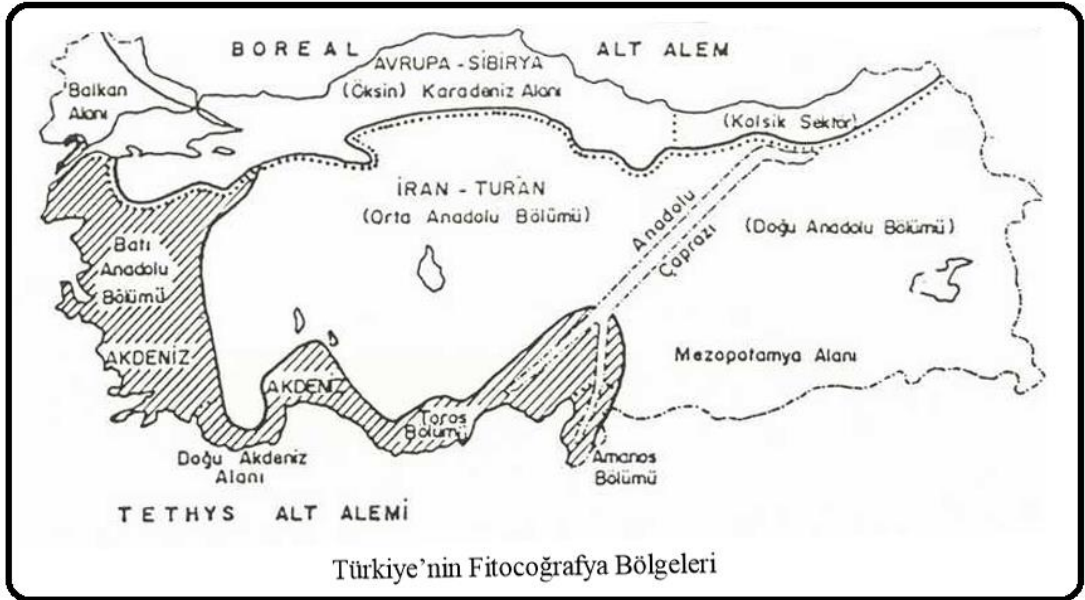 BOREAL ALT ALEM
AVRUPA - SİBİRYA
(Öksin) Karadeniz Alanı
Balkan
Alanı
(Kolşik Sektör)
İRAN - TURAN
(Orta Anadolu Bölümü)
Anadolu
Çaprazı
(Doğu Anadolu Bölümü)
Batı
Anadolu
Bölümü
AKDENİZ
AKDENİZ
Mezopotamya Alanı
Toros
Bölümü
Doğu Akdeniz
Alanı
Amanos
Bölümü
TETHYS ALT ALEMİ
Türkiye'nin Fitocoğrafya Bölgeleri